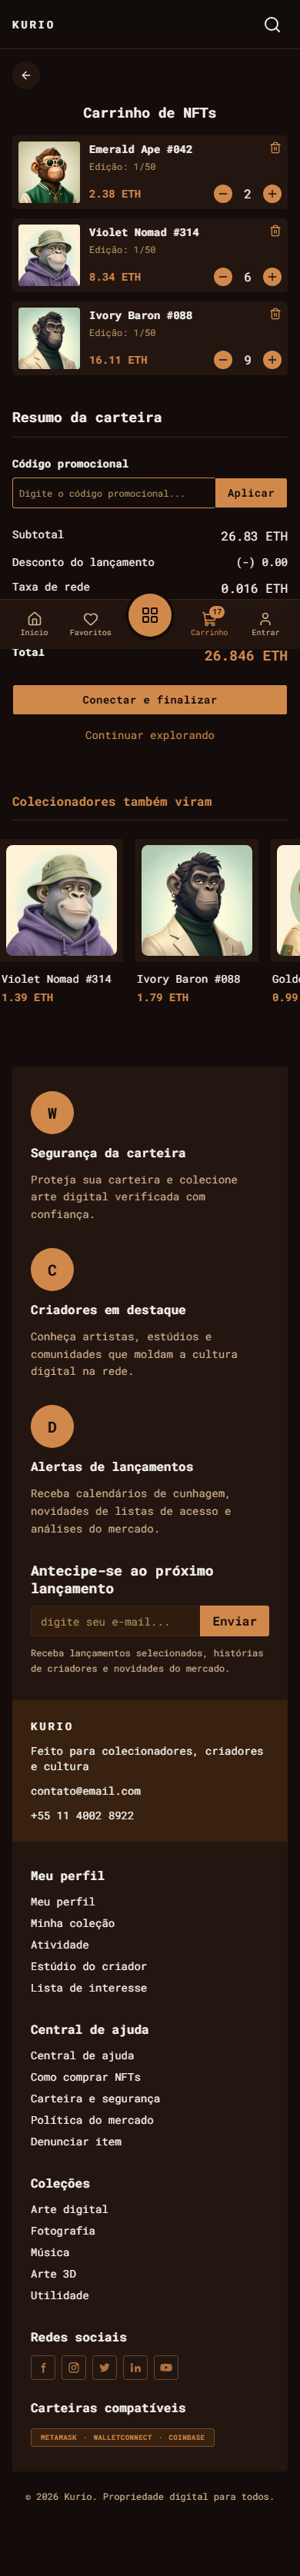 KURIO
Carrinho de NFTs
Emerald Ape #042
Edição: 1/50
2.38 ETH
2
Violet Nomad #314
Edição: 1/50
8.34 ETH
6
Ivory Baron #088
Edição: 1/50
16.11 ETH
9
Resumo da carteira
Código promocional
Digite o código promocional...
Aplicar
Subtotal
26.83 ETH
Desconto do lançamento
(-) 0.00
Taxa de rede
0.016 ETH
Início
Favoritos
17
Carrinho
Entrar
Total
26.846 ETH
Conectar e finalizar
Continuar explorando
Colecionadores também viram
Violet Nomad #314
1.39 ETH
Ivory Baron #088
1.79 ETH
Golde
0.99
W
Segurança da carteira
Proteja sua carteira e colecione
arte digital verificada com
confiança.
C
Criadores em destaque
Conheça artistas, estúdios e
comunidades que moldam a cultura
digital na rede.
D
Alertas de lançamentos
Receba calendários de cunhagem,
novidades de listas de acesso e
análises do mercado.
Antecipe-se ao próximo
lançamento
digite seu e-mail...
Enviar
Receba lançamentos selecionados, histórias
de criadores e novidades do mercado.
KURIO
Feito para colecionadores, criadores
e cultura
contato@email.com
+55 11 4002 8922
Meu perfil
Meu perfil
Minha coleção
Atividade
Estúdio do criador
Lista de interesse
Central de ajuda
Central de ajuda
Como comprar NFTs
Carteira e segurança
Política do mercado
Denunciar item
Coleções
Arte digital
Fotografia
Música
Arte 3D
Utilidade
Redes sociais
Carteiras compatíveis
METAMASK · WALLETCONNECT · COINBASE
© 2026 Kurio. Propriedade digital para todos.